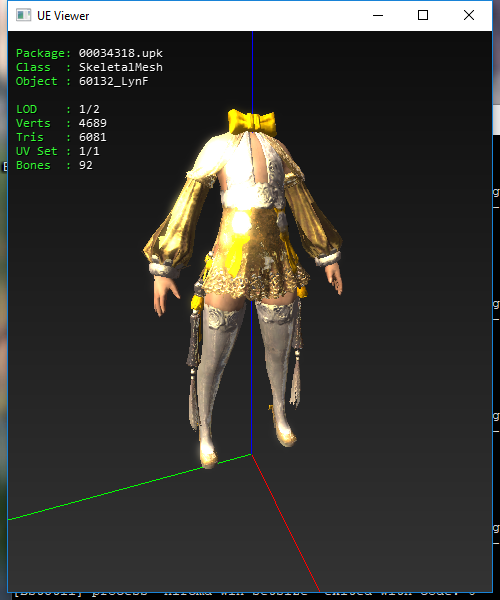 UE Viewer
Package: 00034318.upk
Class : SkeletalMesh
Object : 60132_LynF
LOD : 1/2
Verts : 4689
Tris : 6081
UV Set : 1/1
Bones : 92